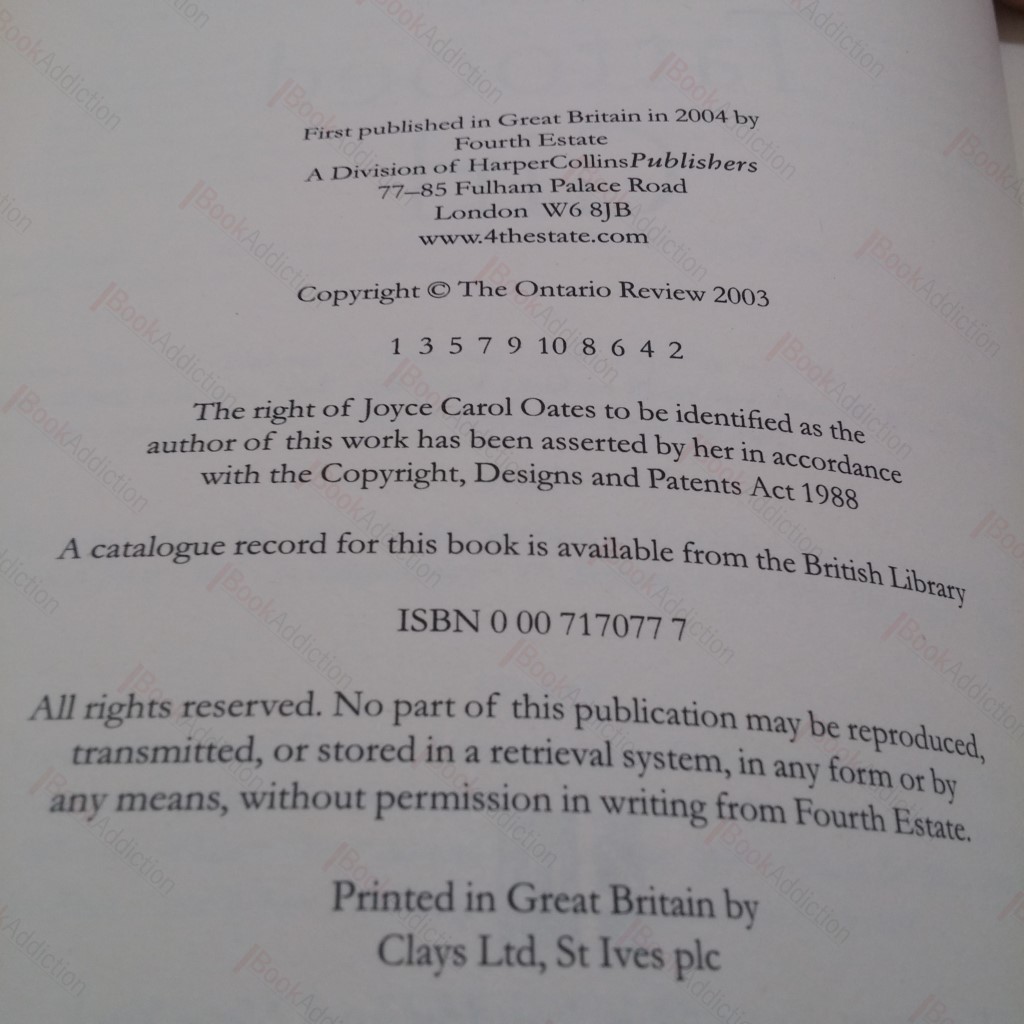 First published in Great Britain in 2004 by
Fourth Estate
A Division of HarperCollinsPublishers
77–85 Fulham Palace Road
London W6 8JB
www.4thestate.com
Copyright © The Ontario Review 2003
1 3 5 7 9 10 8 6 4 2
The right of Joyce Carol Oates to be identified as the
author of this work has been asserted by her in accordance
with the Copyright, Designs and Patents Act 1988
A catalogue record for this book is available from the British Library
ISBN 0 00 717077 7
All rights reserved. No part of this publication may be reproduced,
transmitted, or stored in a retrieval system, in any form or by
any means, without permission in writing from Fourth Estate.
Printed in Great Britain by
Clays Ltd, St Ives plc
BookAddiction